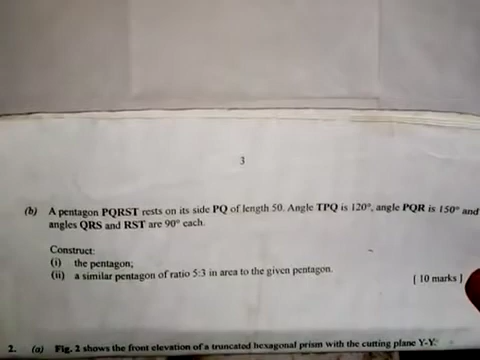 3
(b) A pentagon PQRST rests on its side PQ of length 50. Angle TPQ is 120°, angle PQR is 150° and
angles QRS and RST are 90° each.
Construct:
(i) the pentagon;
(ii) a similar pentagon of ratio 5:3 in area to the given pentagon.
[ 10 marks ]
2. (a) Fig. 2 shows the front elevation of a truncated hexagonal prism with the cutting plane Y-Y.